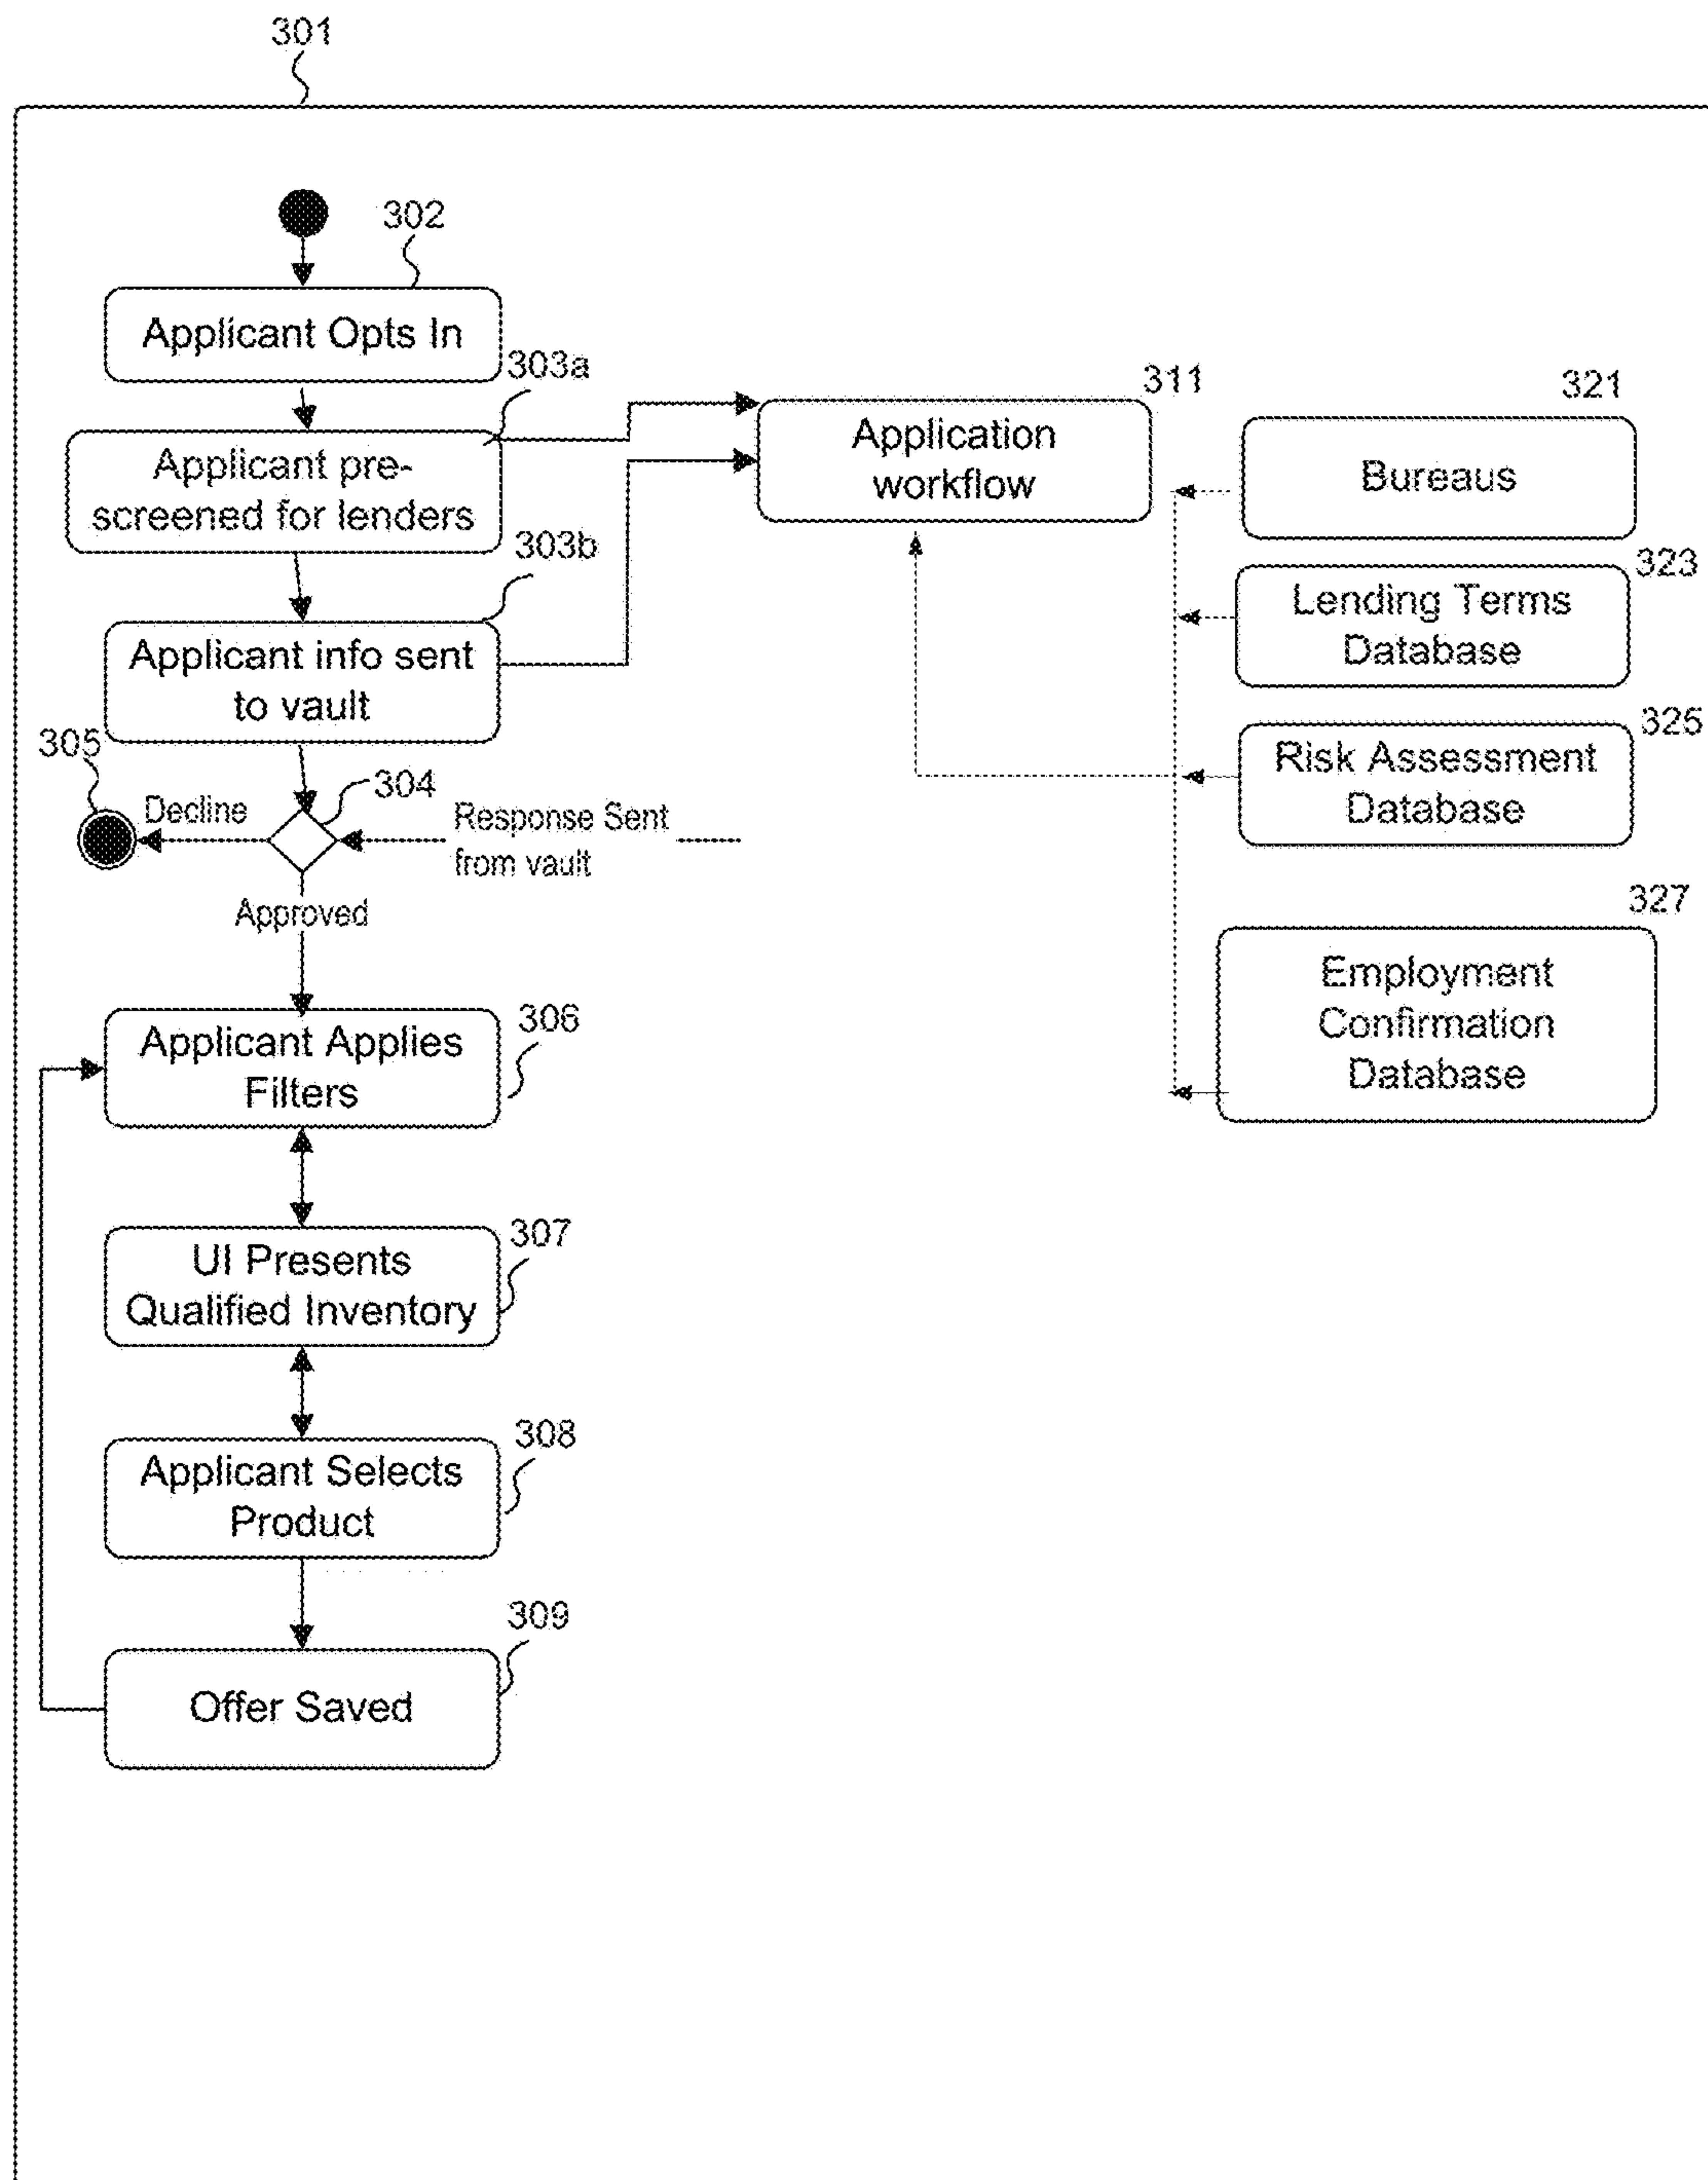 301
302
Applicant Opts In
303a
Applicant pre-
screened for lenders
303b
Applicant info sent
to vault
305
Decline
304
Response Sent
from vault
Approved
306
Applicant Applies
Filters
307
UI Presents
Qualified Inventory
308
Applicant Selects
Product
309
Offer Saved
311
Application
workflow
321
Bureaus
323
Lending Terms
Database
325
Risk Assessment
Database
327
Employment
Confirmation
Database